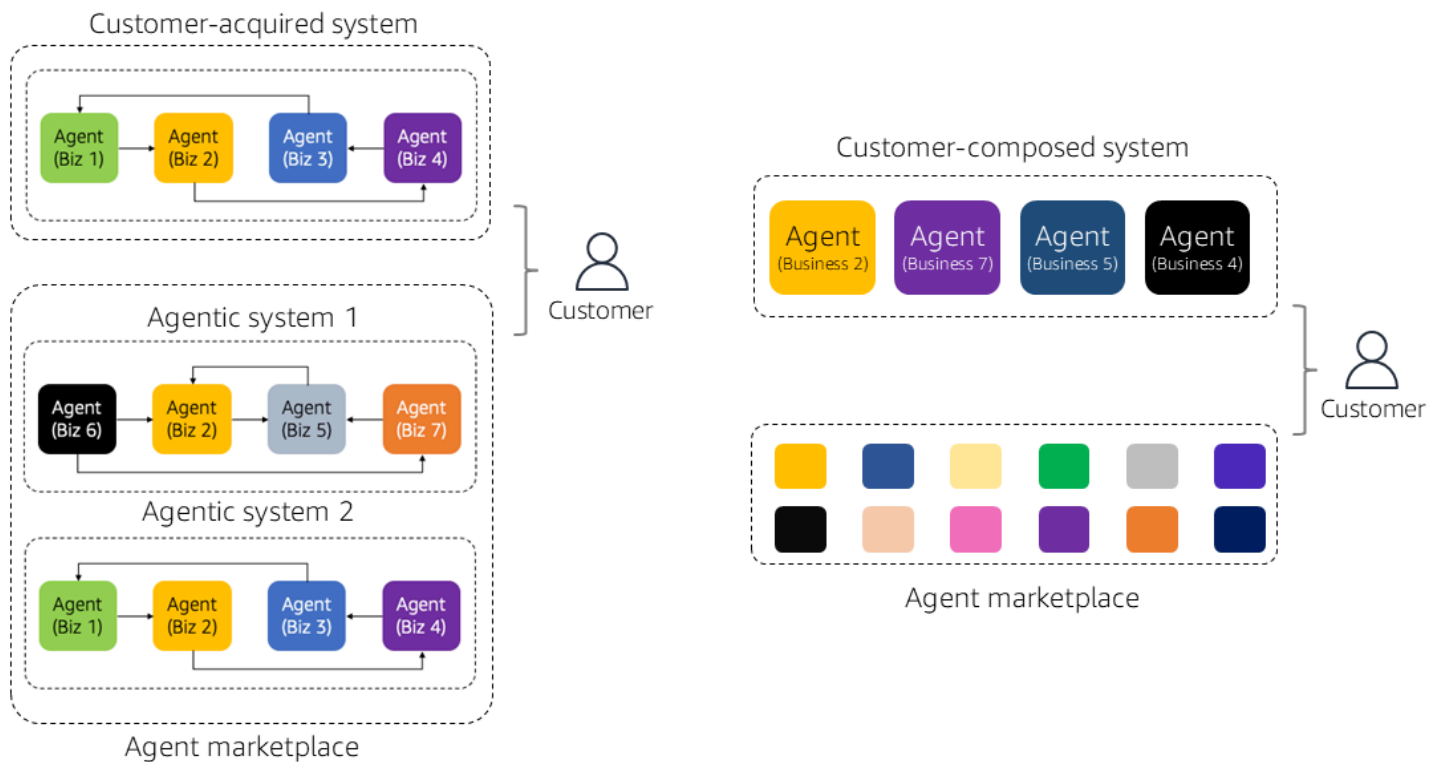 Customer-acquired system
Agent
(Biz 1)
Agent
(Biz 2)
Agent
(Biz 3)
Agent
(Biz 4)
Agentic system 1
Agent
(Biz 6)
Agent
(Biz 2)
Agent
(Biz 5)
Agent
(Biz 7)
Agentic system 2
Agent
(Biz 1)
Agent
(Biz 2)
Agent
(Biz 3)
Agent
(Biz 4)
Agent marketplace
Customer
Customer-composed system
Agent
(Business 2)
Agent
(Business 7)
Agent
(Business 5)
Agent
(Business 4)
Customer
Agent marketplace